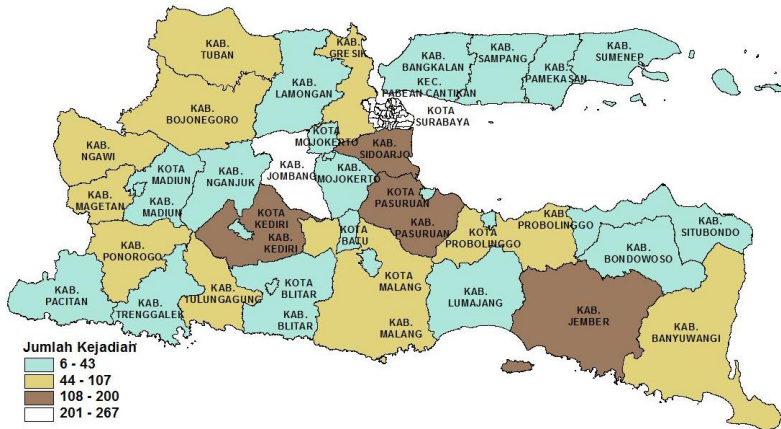 KAB.
TUBAN
KAB.
GRESIK
KAB.
LAMONGAN
KAB.
BANGKALAN
KAB.
SAMPANG
KAB.
PAMEKASAN
KAB.
SUMENEP
KEC.
PABEAN CANTIKAN
KOTA
SURABAYA
KAB.
BOJONEGORO
KAB.
NGAWI
KOTA
MOJOKERTO
KAB.
SIDOARJO
KOTA
MADIUN
KAB.
NGANJUK
KAB.
JOMBANG
KAB.
MOJOKERTO
KAB.
MAGETAN
KAB.
MADIUN
KOTA
PASURUAN
KOTA
KEDIRI
KAB.
KEDIRI
KOTA
BATU
KAB.
PASURUAN
KOTA
PROBOLINGGO
KAB.
PROBOLINGGO
KAB.
SITUBONDO
KAB.
BONDOWOSO
KAB.
PONOROGO
KAB.
PACITAN
KAB.
TRENGGALEK
KAB.
TULUNGAGUNG
KOTA
BLITAR
KAB.
BLITAR
KOTA
MALANG
KAB.
MALANG
KAB.
LUMAJANG
KAB.
JEMBER
KAB.
BANYUWANGI
Jumlah Kejadian
6 - 43
44 - 107
108 - 200
201 - 267